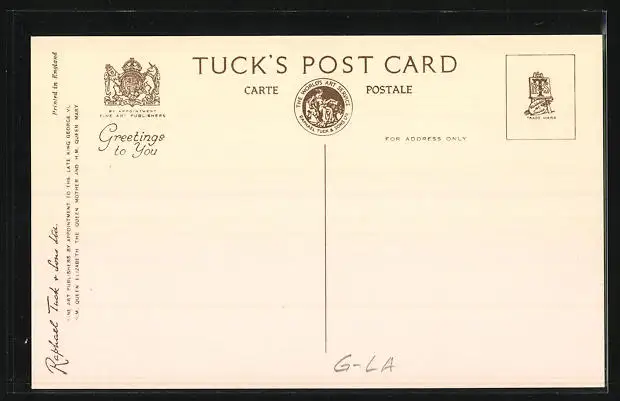 TUCK'S POST CARD
CARTE POSTALE
THE WORLD'S ART SERVICE
RAPHAEL TUCK & SONS LTD
BY APPOINTMENT
FINE ART PUBLISHERS
Greetings
to You
FOR ADDRESS ONLY
TRADE MARK
Printed in England
Raphael Tuck & Sons Ltd.
FINE ART PUBLISHERS BY APPOINTMENT TO THE LATE KING GEORGE VI,
H.M. QUEEN ELIZABETH THE QUEEN MOTHER AND H.M. QUEEN MARY
G-LA